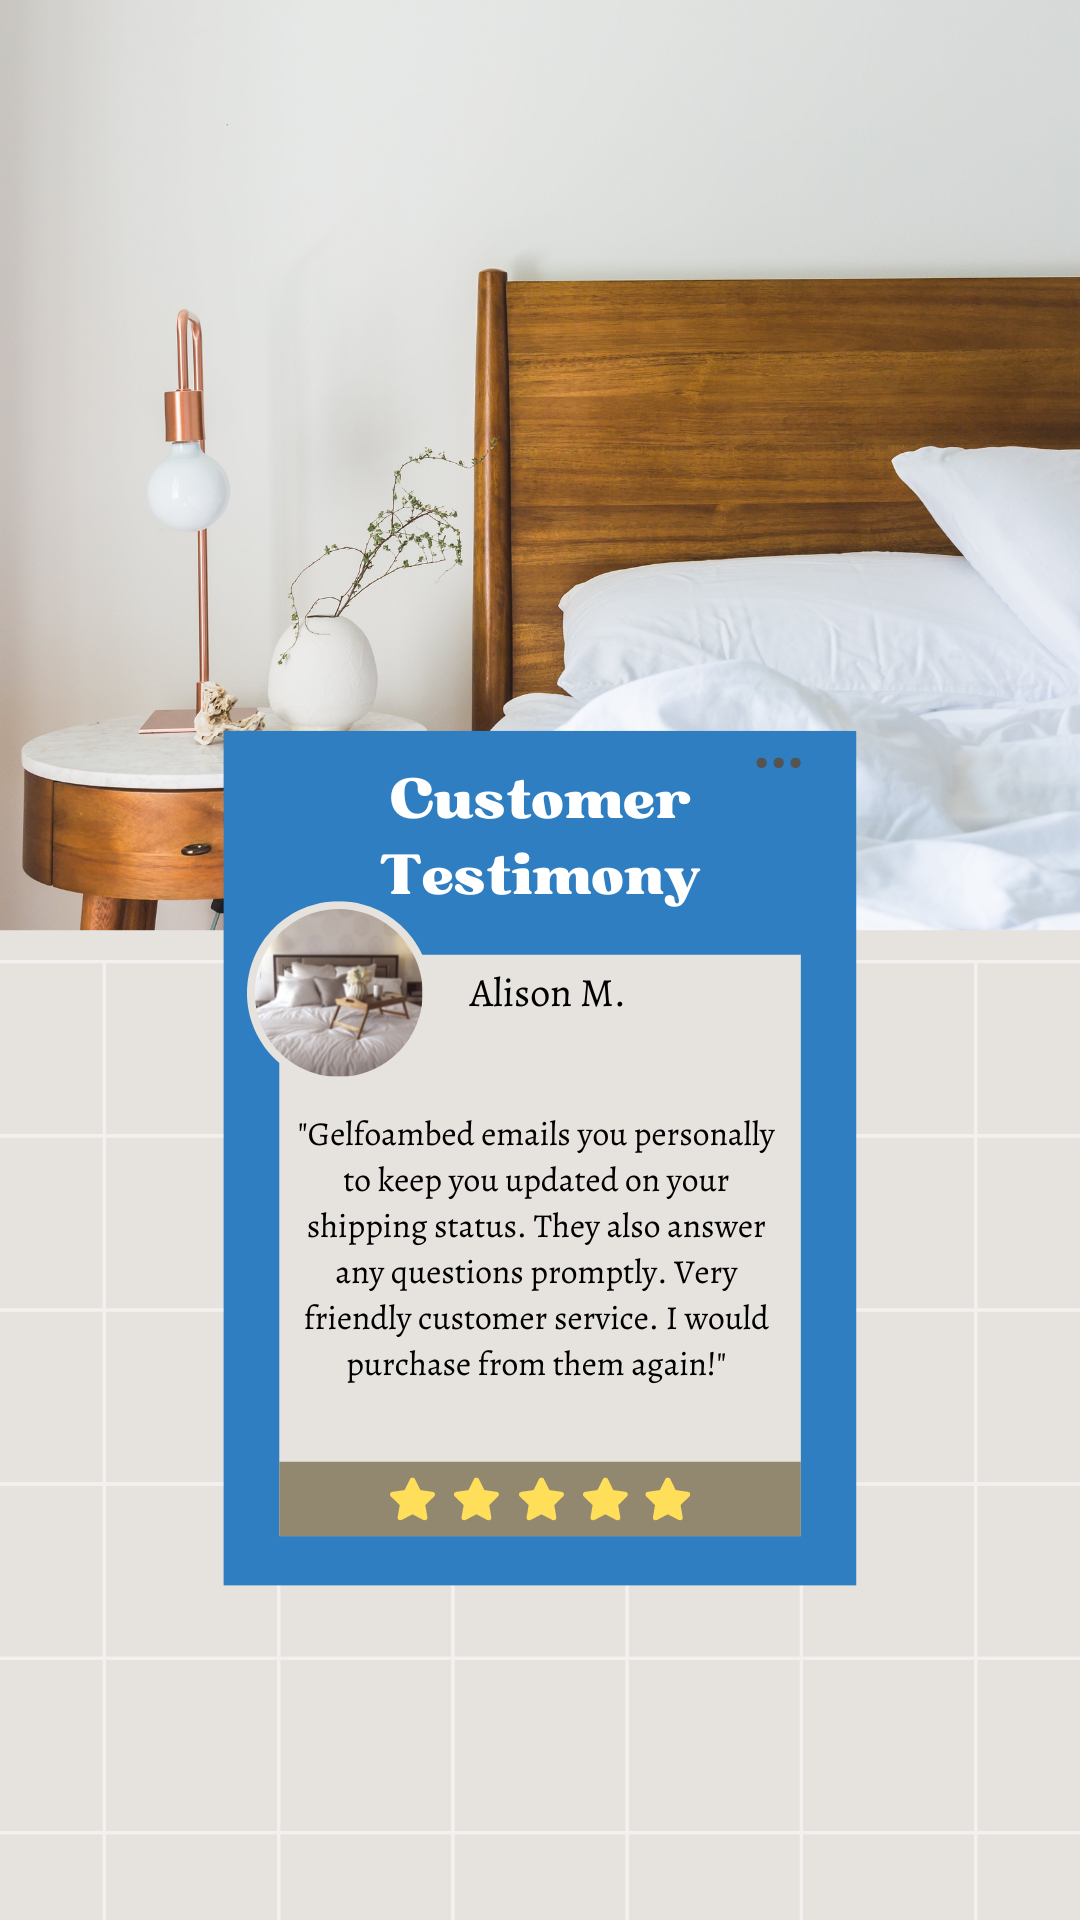 Customer
Testimony
Alison M.
"Gelfoambed emails you personally
to keep you updated on your
shipping status. They also answer
any questions promptly. Very
friendly customer service. I would
purchase from them again!"